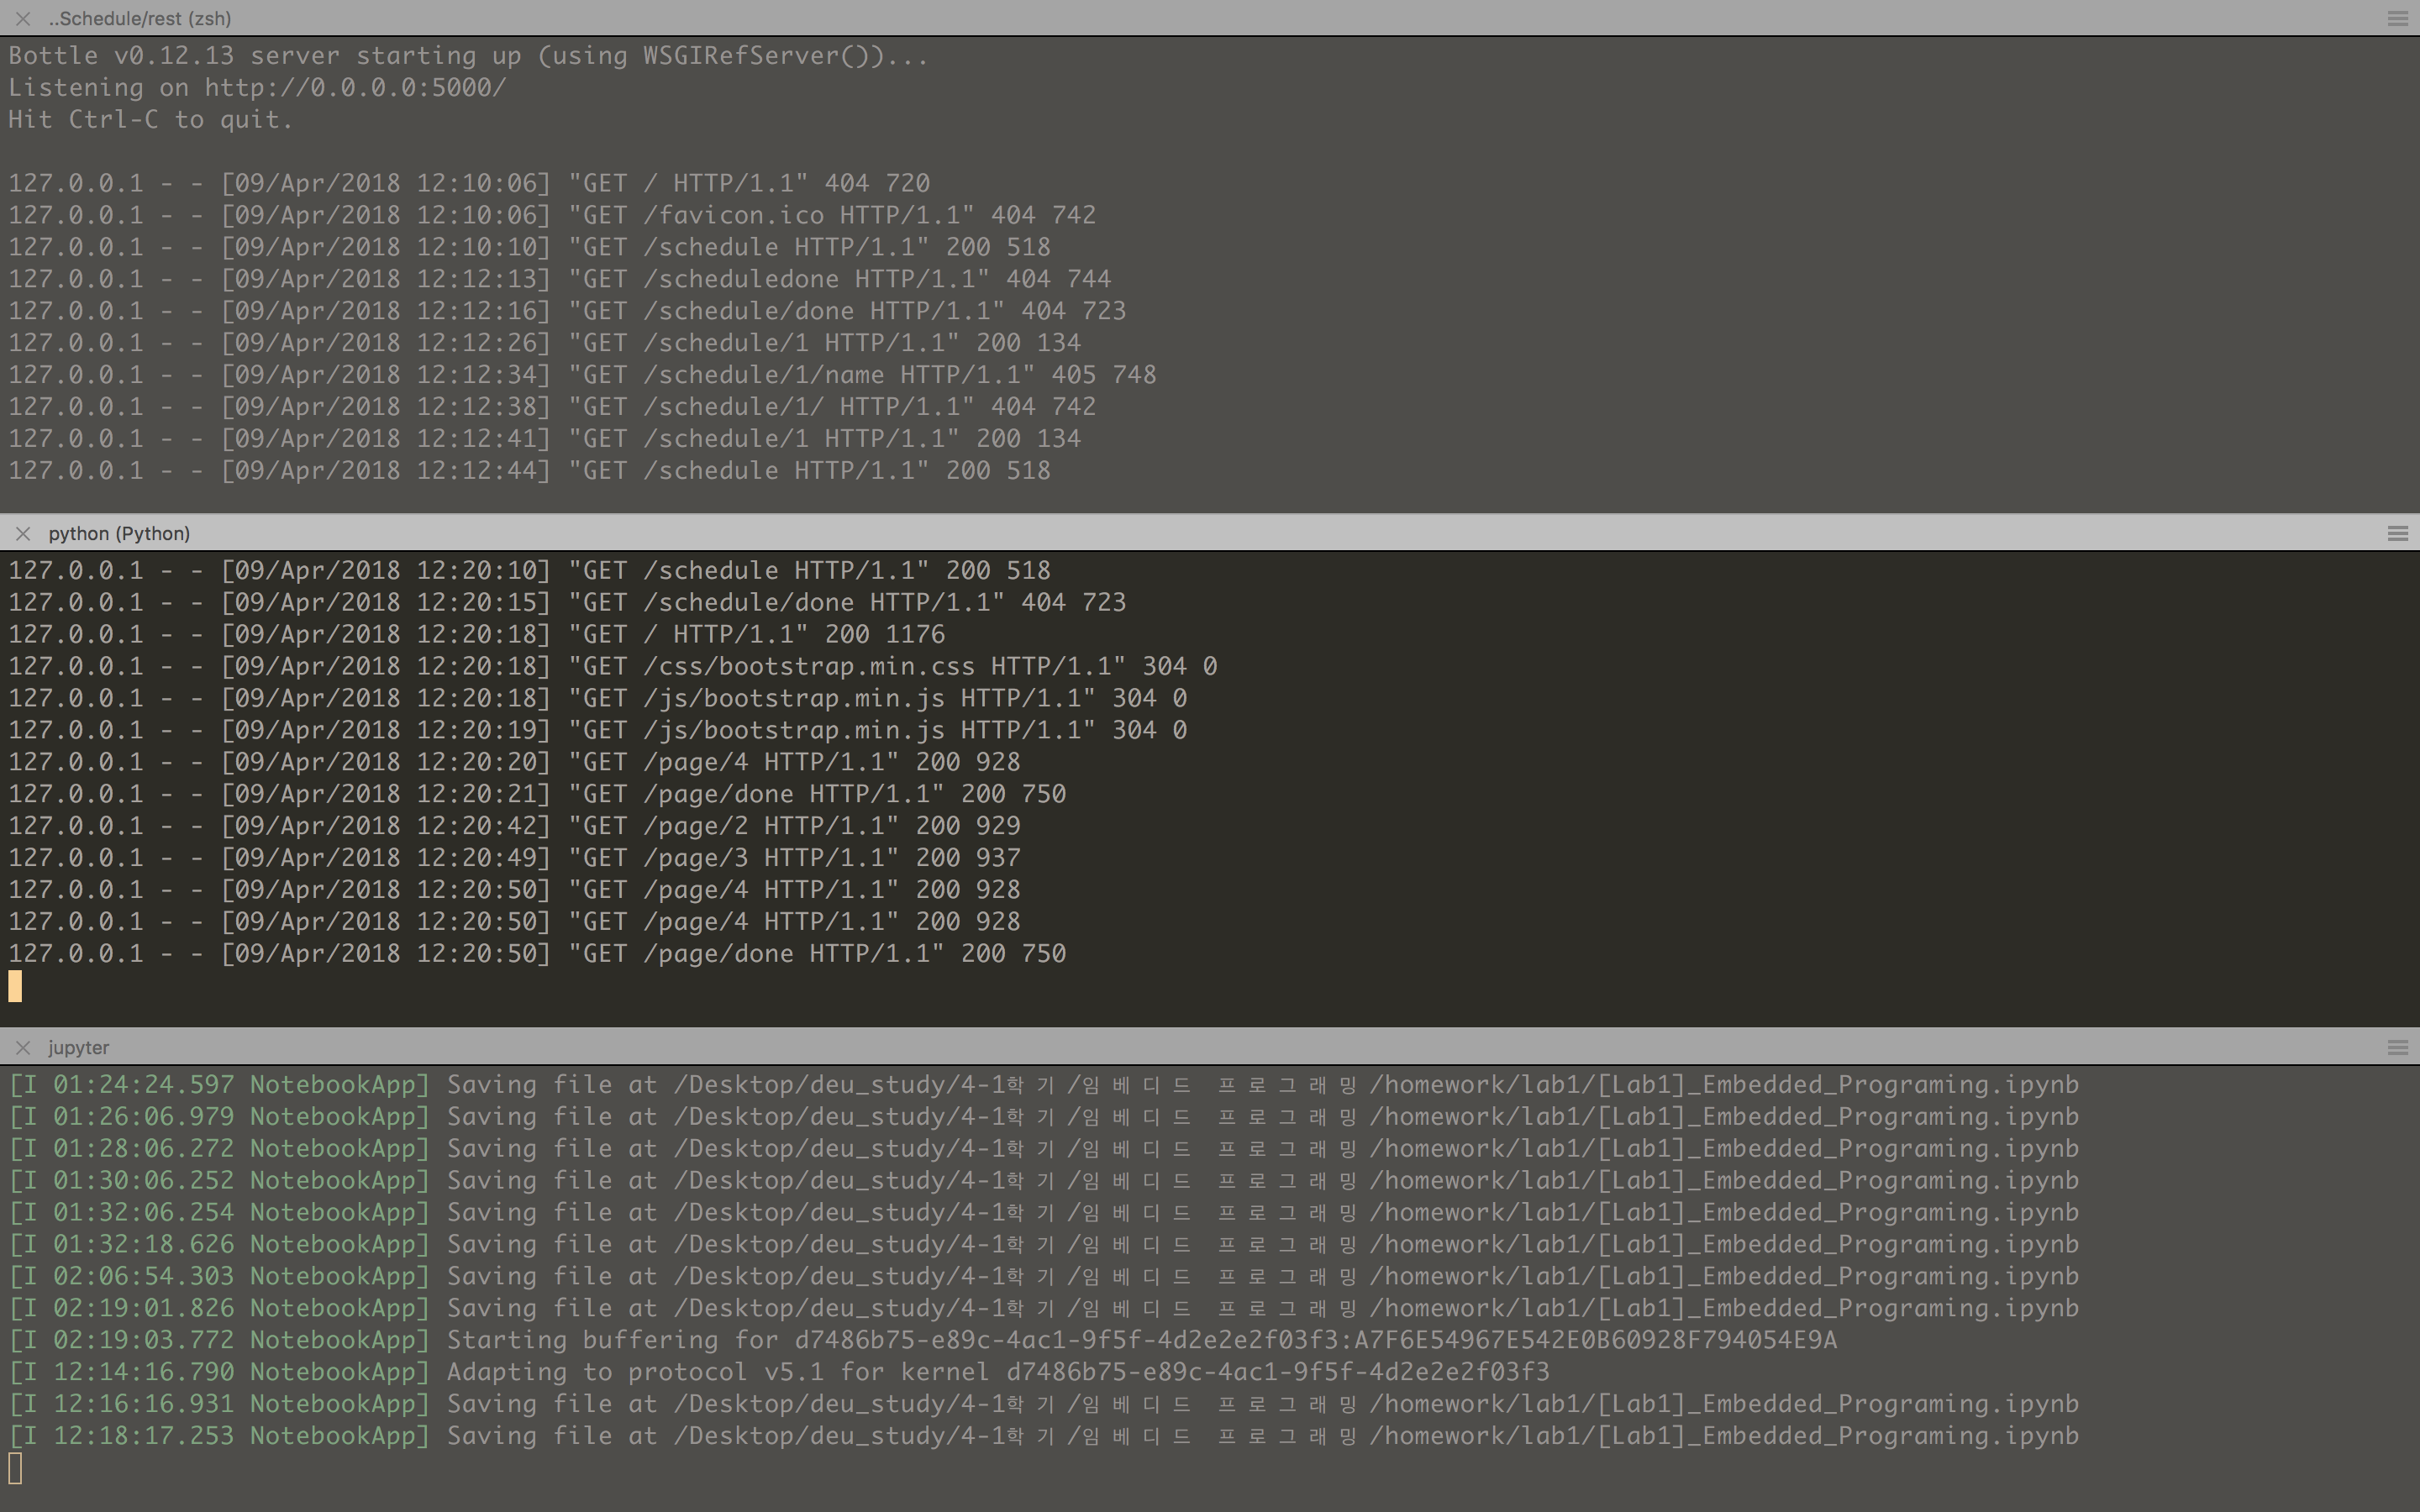 ..Schedule/rest (zsh)
Bottle v0.12.13 server starting up (using WSGIRefServer())...
Listening on http://0.0.0.0:5000/
Hit Ctrl-C to quit.
127.0.0.1 - - [09/Apr/2018 12:10:06] "GET / HTTP/1.1" 404 720
127.0.0.1 - - [09/Apr/2018 12:10:06] "GET /favicon.ico HTTP/1.1" 404 742
127.0.0.1 - - [09/Apr/2018 12:10:10] "GET /schedule HTTP/1.1" 200 518
127.0.0.1 - - [09/Apr/2018 12:12:13] "GET /scheduledone HTTP/1.1" 404 744
127.0.0.1 - - [09/Apr/2018 12:12:16] "GET /schedule/done HTTP/1.1" 404 723
127.0.0.1 - - [09/Apr/2018 12:12:26] "GET /schedule/1 HTTP/1.1" 200 134
127.0.0.1 - - [09/Apr/2018 12:12:34] "GET /schedule/1/name HTTP/1.1" 405 748
127.0.0.1 - - [09/Apr/2018 12:12:38] "GET /schedule/1/ HTTP/1.1" 404 742
127.0.0.1 - - [09/Apr/2018 12:12:41] "GET /schedule/1 HTTP/1.1" 200 134
127.0.0.1 - - [09/Apr/2018 12:12:44] "GET /schedule HTTP/1.1" 200 518
python (Python)
127.0.0.1 - - [09/Apr/2018 12:20:10] "GET /schedule HTTP/1.1" 200 518
127.0.0.1 - - [09/Apr/2018 12:20:15] "GET /schedule/done HTTP/1.1" 404 723
127.0.0.1 - - [09/Apr/2018 12:20:18] "GET / HTTP/1.1" 200 1176
127.0.0.1 - - [09/Apr/2018 12:20:18] "GET /css/bootstrap.min.css HTTP/1.1" 304 0
127.0.0.1 - - [09/Apr/2018 12:20:18] "GET /js/bootstrap.min.js HTTP/1.1" 304 0
127.0.0.1 - - [09/Apr/2018 12:20:19] "GET /js/bootstrap.min.js HTTP/1.1" 304 0
127.0.0.1 - - [09/Apr/2018 12:20:20] "GET /page/4 HTTP/1.1" 200 928
127.0.0.1 - - [09/Apr/2018 12:20:21] "GET /page/done HTTP/1.1" 200 750
127.0.0.1 - - [09/Apr/2018 12:20:42] "GET /page/2 HTTP/1.1" 200 929
127.0.0.1 - - [09/Apr/2018 12:20:49] "GET /page/3 HTTP/1.1" 200 937
127.0.0.1 - - [09/Apr/2018 12:20:50] "GET /page/4 HTTP/1.1" 200 928
127.0.0.1 - - [09/Apr/2018 12:20:50] "GET /page/4 HTTP/1.1" 200 928
127.0.0.1 - - [09/Apr/2018 12:20:50] "GET /page/done HTTP/1.1" 200 750
jupyter
[I 01:24:24.597 NotebookApp] Saving file at /Desktop/deu_study/4-1학기/임베디드 프로그래밍/homework/lab1/[Lab1]_Embedded_Programing.ipynb
[I 01:26:06.979 NotebookApp] Saving file at /Desktop/deu_study/4-1학기/임베디드 프로그래밍/homework/lab1/[Lab1]_Embedded_Programing.ipynb
[I 01:28:06.272 NotebookApp] Saving file at /Desktop/deu_study/4-1학기/임베디드 프로그래밍/homework/lab1/[Lab1]_Embedded_Programing.ipynb
[I 01:30:06.252 NotebookApp] Saving file at /Desktop/deu_study/4-1학기/임베디드 프로그래밍/homework/lab1/[Lab1]_Embedded_Programing.ipynb
[I 01:32:06.254 NotebookApp] Saving file at /Desktop/deu_study/4-1학기/임베디드 프로그래밍/homework/lab1/[Lab1]_Embedded_Programing.ipynb
[I 01:32:18.626 NotebookApp] Saving file at /Desktop/deu_study/4-1학기/임베디드 프로그래밍/homework/lab1/[Lab1]_Embedded_Programing.ipynb
[I 02:06:54.303 NotebookApp] Saving file at /Desktop/deu_study/4-1학기/임베디드 프로그래밍/homework/lab1/[Lab1]_Embedded_Programing.ipynb
[I 02:19:01.826 NotebookApp] Saving file at /Desktop/deu_study/4-1학기/임베디드 프로그래밍/homework/lab1/[Lab1]_Embedded_Programing.ipynb
[I 02:19:03.772 NotebookApp] Starting buffering for d7486b75-e89c-4ac1-9f5f-4d2e2e2f03f3:A7F6E54967E542E0B60928F794054E9A
[I 12:14:16.790 NotebookApp] Adapting to protocol v5.1 for kernel d7486b75-e89c-4ac1-9f5f-4d2e2e2f03f3
[I 12:16:16.931 NotebookApp] Saving file at /Desktop/deu_study/4-1학기/임베디드 프로그래밍/homework/lab1/[Lab1]_Embedded_Programing.ipynb
[I 12:18:17.253 NotebookApp] Saving file at /Desktop/deu_study/4-1학기/임베디드 프로그래밍/homework/lab1/[Lab1]_Embedded_Programing.ipynb